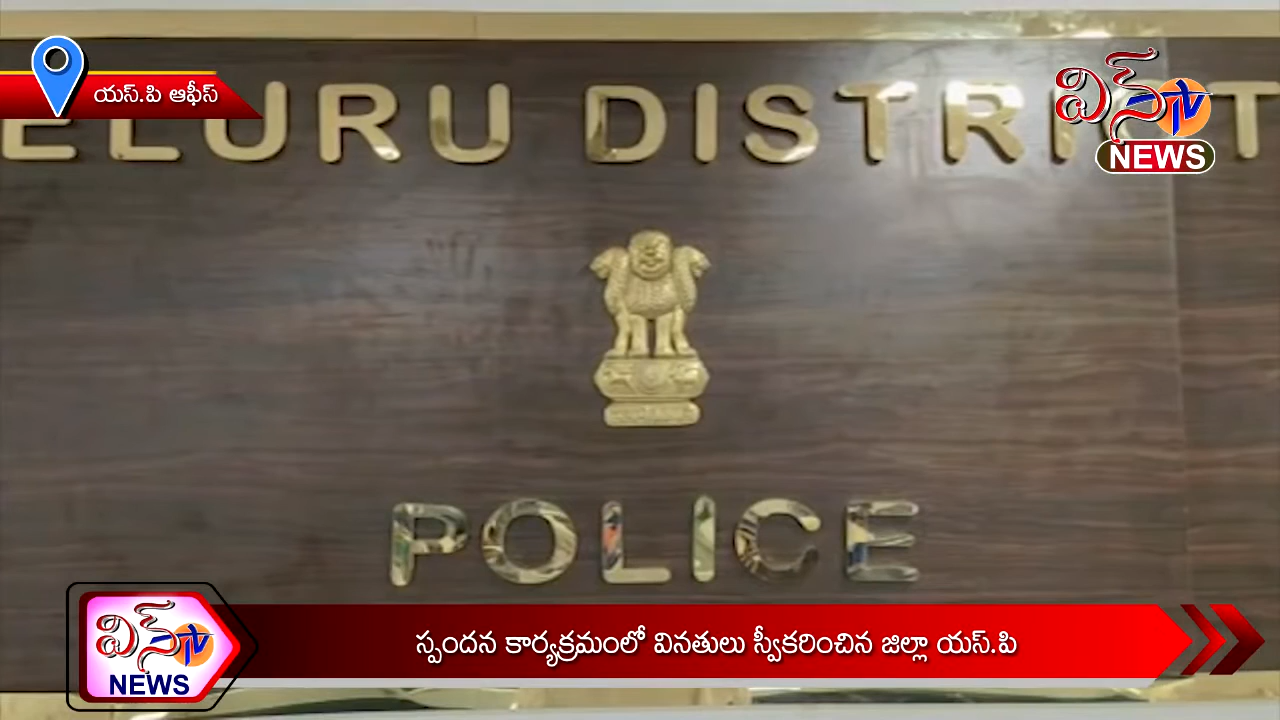 యస్.పి ఆఫీస్
ELURU DISTRICT
విన్ టీv
NEWS
POLICE
స్పందన కార్యక్రమంలో వినతులు స్వీకరించిన జిల్లా యస్.పి
విన్ టీv
NEWS